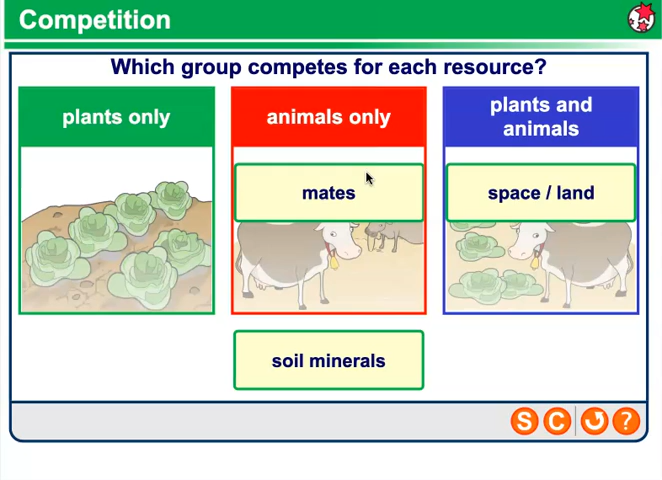 Competition
Which group competes for each resource?
plants only
animals only
plants and
animals
mates
space / land
soil minerals
S C ?